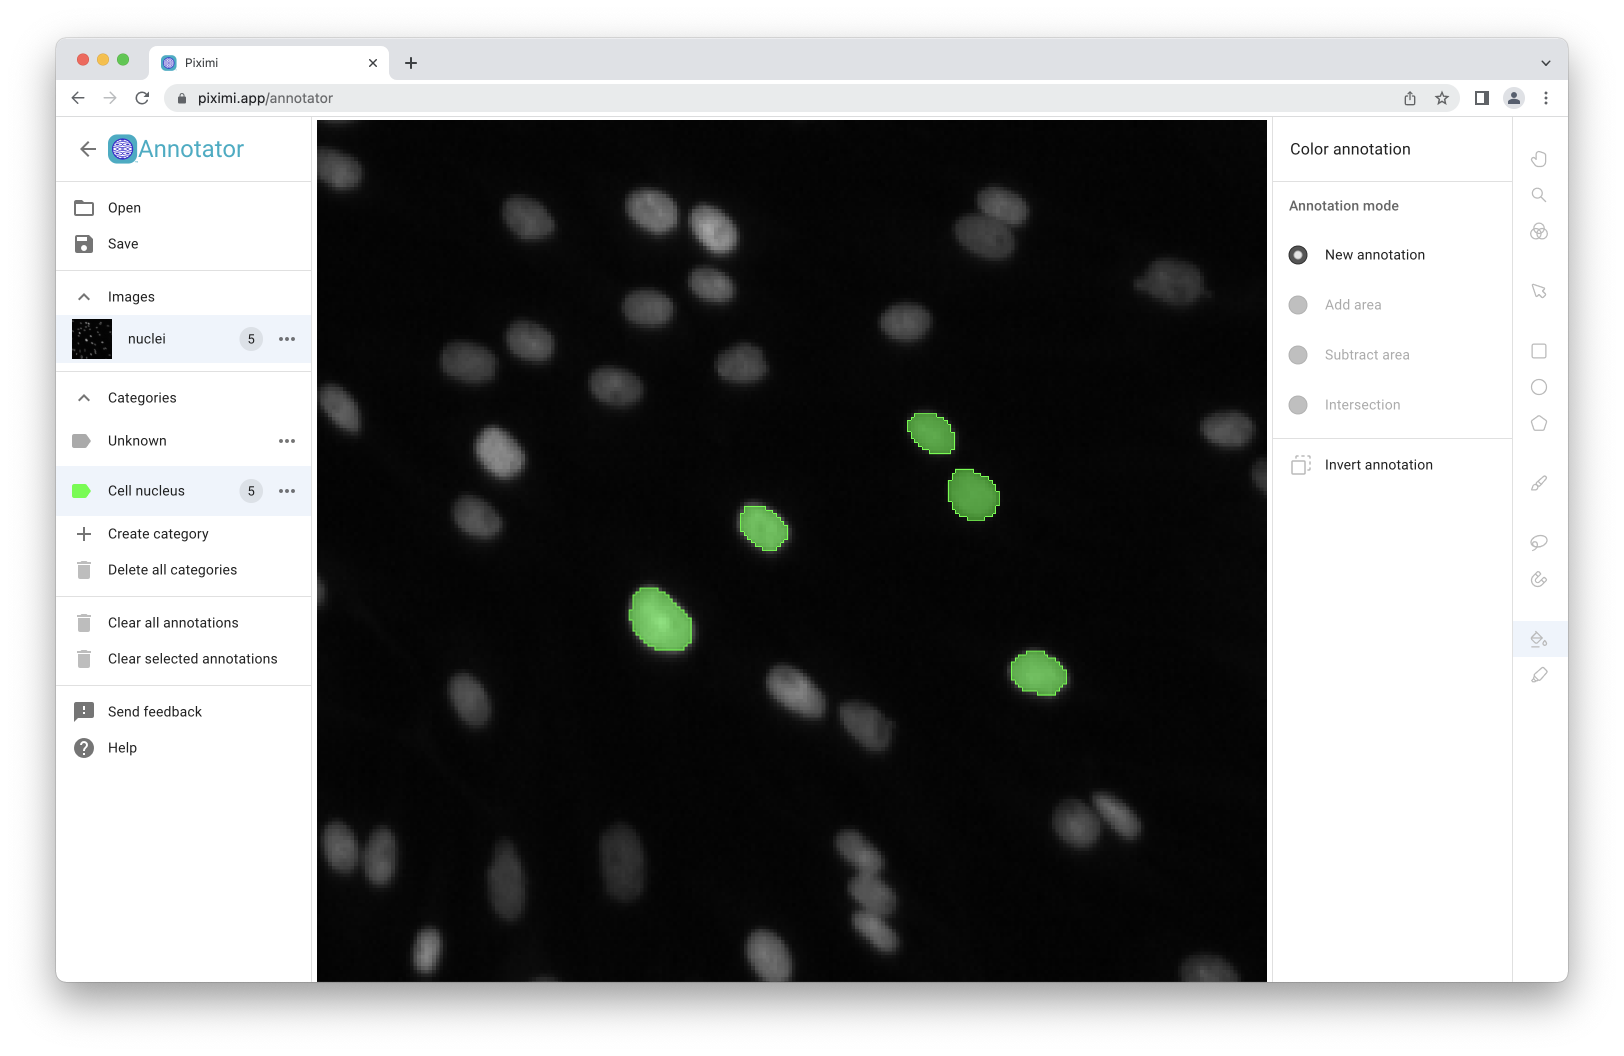 Piximi
piximi.app/annotator
Annotator
Open
Save
Images
nuclei 5
Categories
Unknown
Cell nucleus 5
Create category
Delete all categories
Clear all annotations
Clear selected annotations
Send feedback
Help
Color annotation
Annotation mode
New annotation
Add area
Subtract area
Intersection
Invert annotation